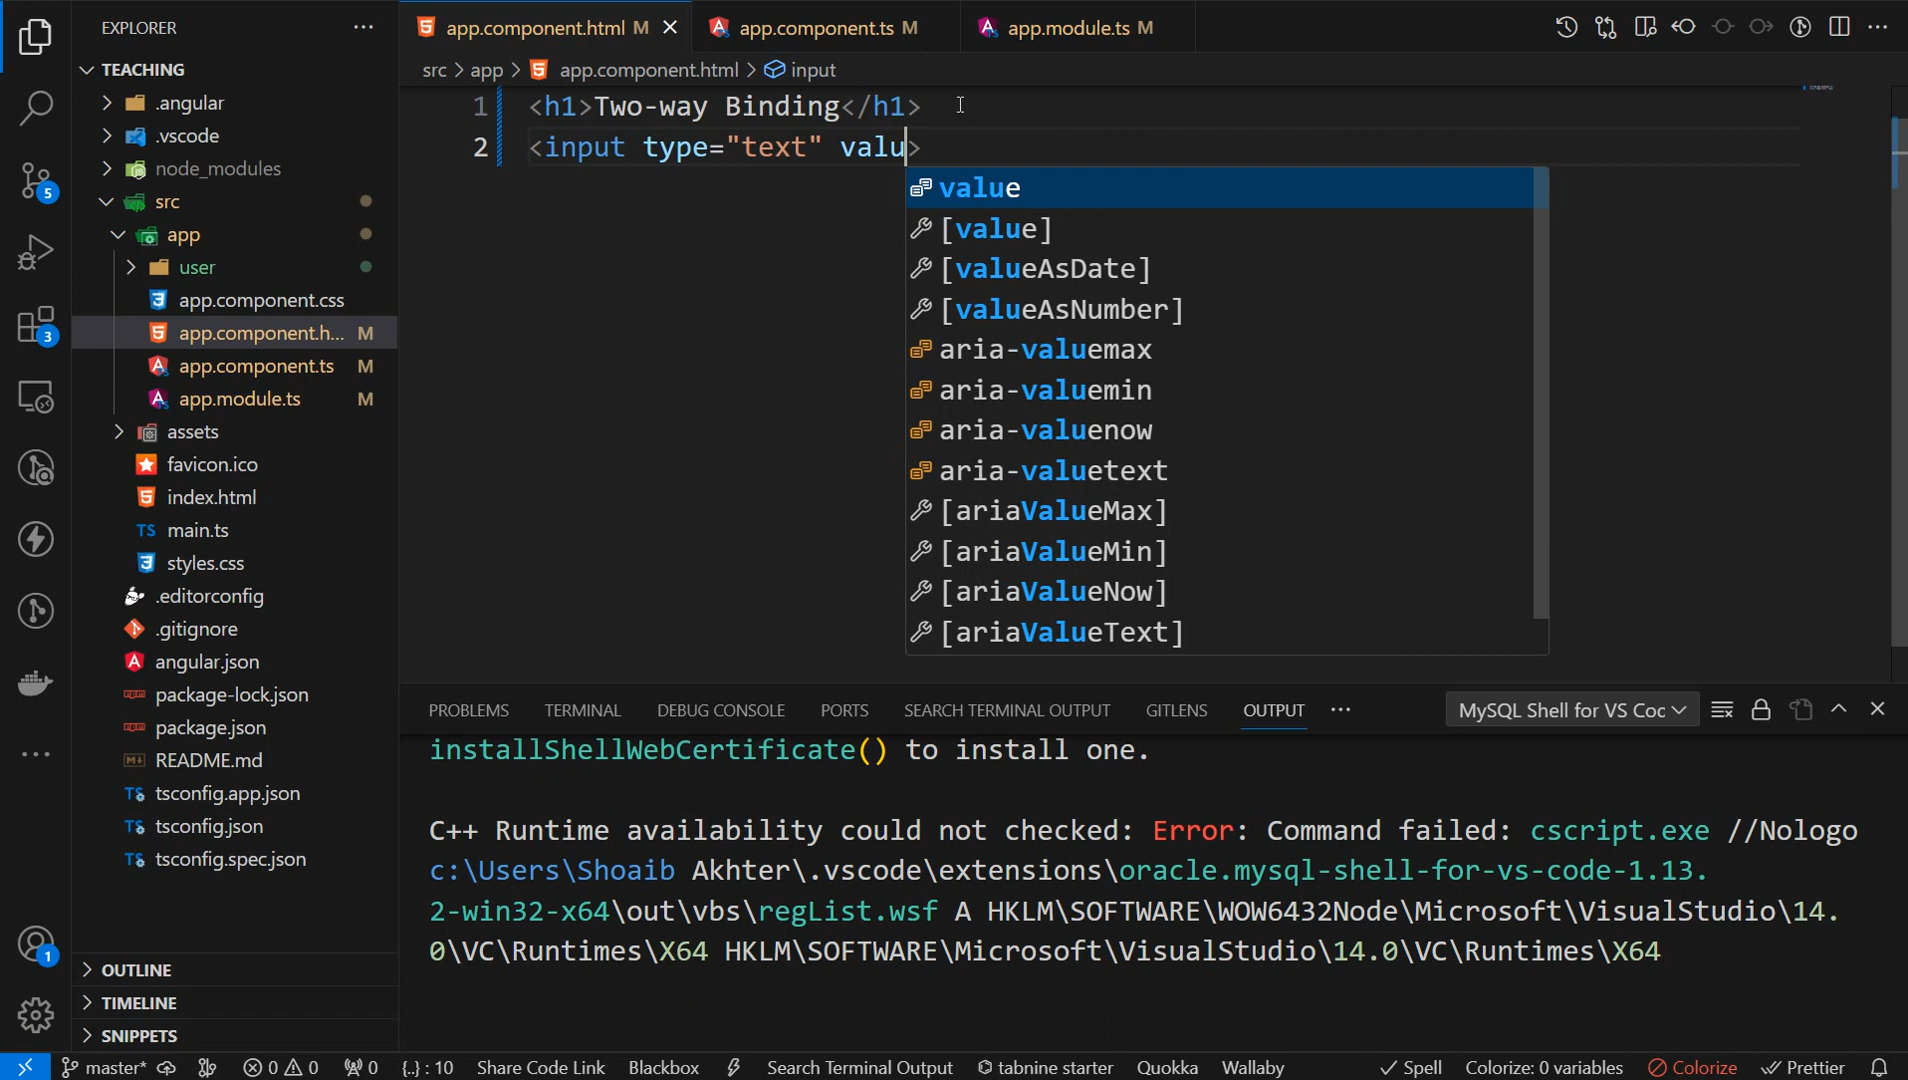 EXPLORER
TEACHING
.angular
.vscode
node_modules
src
app
user
app.component.css
app.component.h... M
app.component.ts M
app.module.ts M
assets
favicon.ico
index.html
TS main.ts
styles.css
.editorconfig
.gitignore
angular.json
package-lock.json
package.json
README.md
TS tsconfig.app.json
TS tsconfig.json
TS tsconfig.spec.json
OUTLINE
TIMELINE
SNIPPETS
5
3
1
app.component.html M
app.component.ts M
app.module.ts M
src > app > app.component.html > input
1 <h1>Two-way Binding</h1>
2 <input type="text" valu>
value
[value]
[valueAsDate]
[valueAsNumber]
aria-valuemax
aria-valuemin
aria-valuenow
aria-valuetext
[ariaValueMax]
[ariaValueMin]
[ariaValueNow]
[ariaValueText]
PROBLEMS TERMINAL DEBUG CONSOLE PORTS SEARCH TERMINAL OUTPUT GITLENS OUTPUT MySQL Shell for VS Coc
installShellWebCertificate() to install one.
C++ Runtime availability could not checked: Error: Command failed: cscript.exe //Nologo
c:\Users\Shoaib Akhter\.vscode\extensions\oracle.mysql-shell-for-vs-code-1.13.
2-win32-x64\out\vbs\regList.wsf A HKLM\SOFTWARE\WOW6432Node\Microsoft\VisualStudio\14.
0\VC\Runtimes\X64 HKLM\SOFTWARE\Microsoft\VisualStudio\14.0\VC\Runtimes\X64
master* 0 0 0 {..} : 10 Share Code Link Blackbox Search Terminal Output tabnine starter Quokka Wallaby Spell Colorize: 0 variables Colorize Prettier